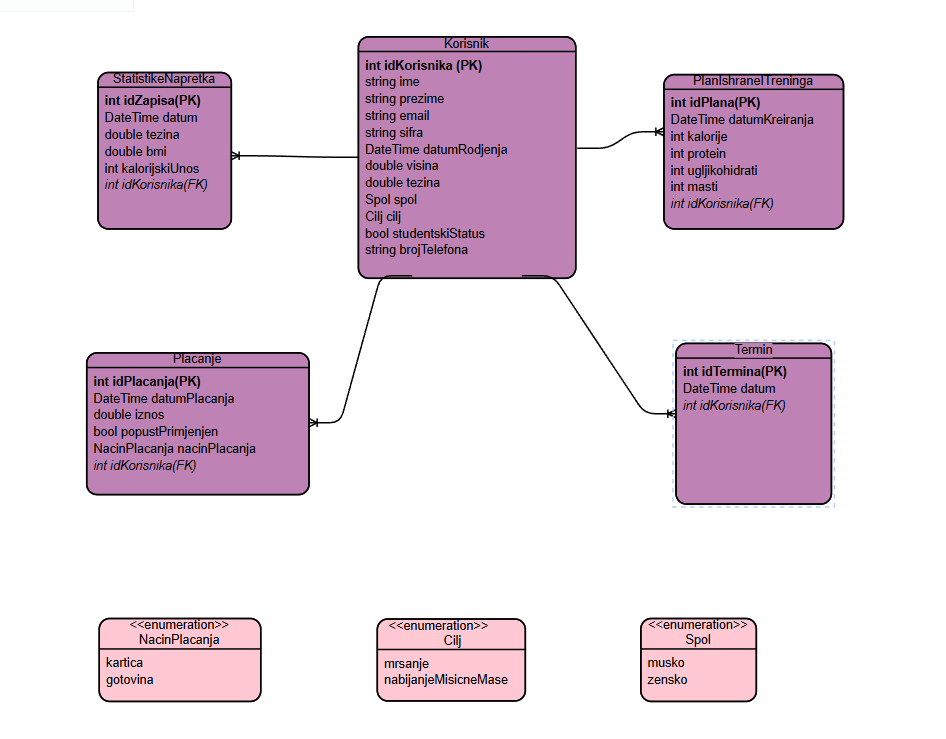 Korisnik
int idKorisnika (PK)
string ime
string prezime
string email
string sifra
DateTime datumRodjenja
double visina
double tezina
Spol spol
Cilj cilj
bool studentskiStatus
string brojTelefona
StatistikeNapretka
int idZapisa(PK)
DateTime datum
double tezina
double bmi
int kalorijskiUnos
int idKorisnika(FK)
PlanIshraneITreninga
int idPlana(PK)
DateTime datumKreiranja
int kalorije
int protein
int ugljikohidrati
int masti
int idKorisnika(FK)
Placanje
int idPlacanja(PK)
DateTime datumPlacanja
double iznos
bool popustPrimjenjen
NacinPlacanja nacinPlacanja
int idKorisnika(FK)
Termin
int idTermina(PK)
DateTime datum
int idKorisnika(FK)
<<enumeration>>
NacinPlacanja
kartica
gotovina
<<enumeration>>
Cilj
mrsanje
nabijanjeMisicneMase
<<enumeration>>
Spol
musko
zensko